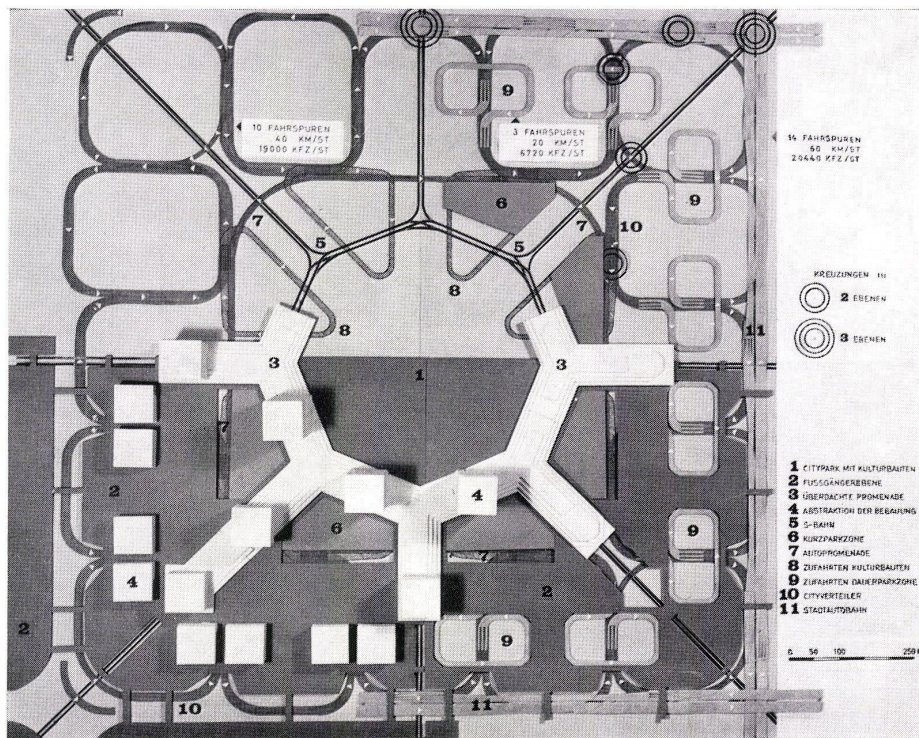 10 FAHRSPUREN
40 KM/ST
19000 KFZ/ST
3 FAHRSPUREN
20 KM/ST
6720 KFZ/ST
14 FAHRSPUREN
60 KM/ST
20460 KFZ/ST
9
9
6
7
7
10
5
5
8
8
8
KREUZUNGEN IN
2 EBENEN
3 EBENEN
11
3
3
1
7
2
4
6
7
9
4
2
2
9
10
11
1 CITYPARK MIT KULTURBAUTEN
2 FUSSGÄNGEREBENE
3 ÜBERDACHTE PROMENADE
4 ABSTRAKTION DER BEBAUUNG
5 S-BAHN
6 KURZPARKZONE
7 AUTOPROMENADE
8 ZUFAHRTEN KULTURBAUTEN
9 ZUFAHRTEN DAUERPARKZONE
10 CITYVERTEILER
11 STADTAUTOBAHN
0 50 100 250